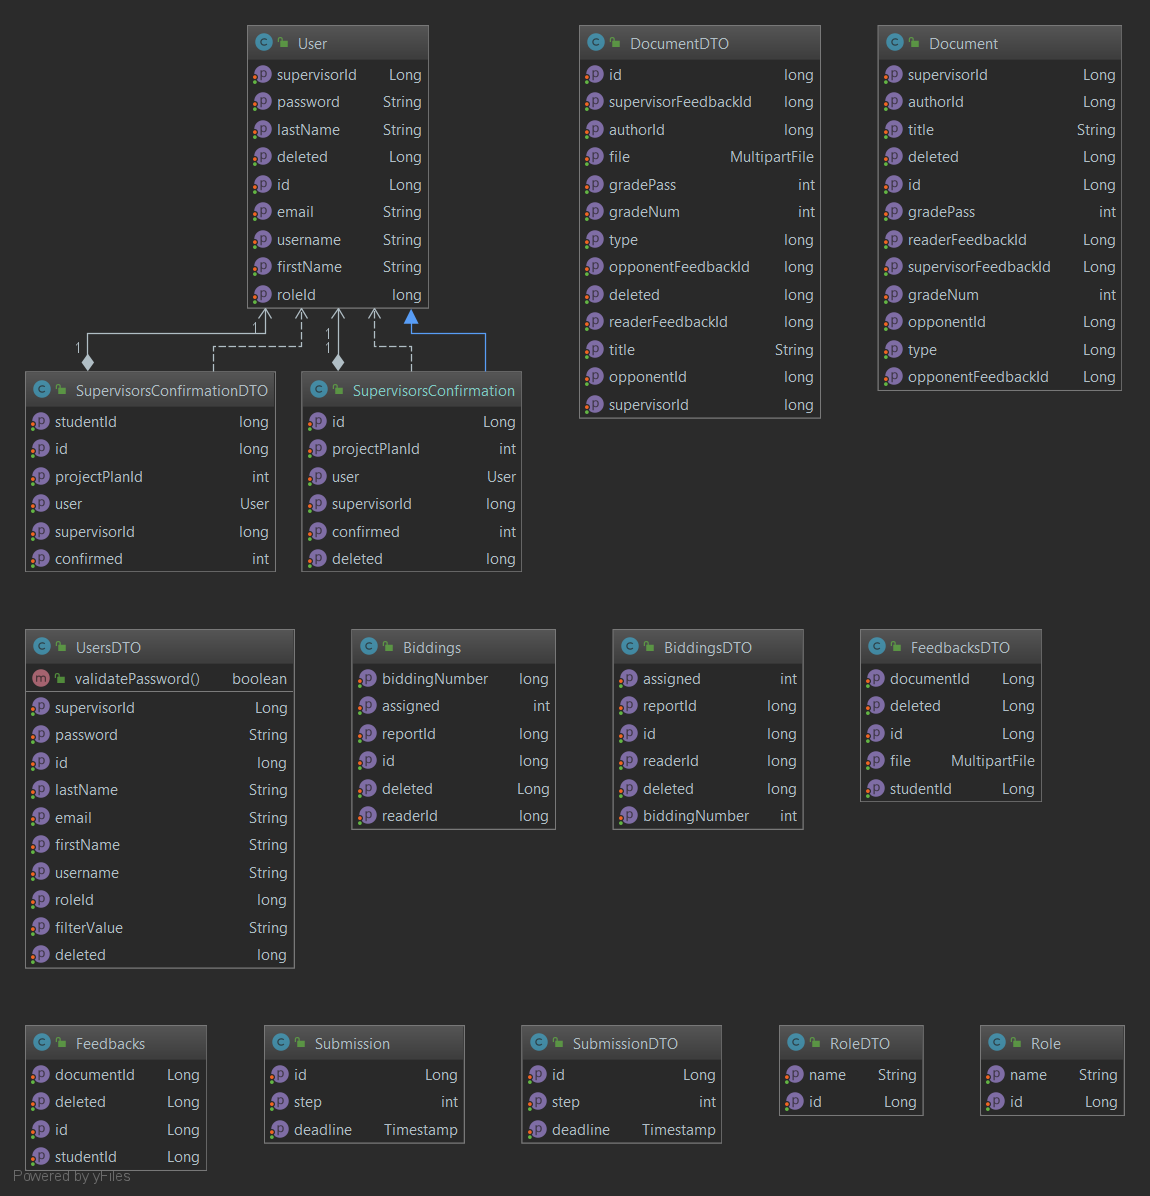 User
supervisorId Long
password String
lastName String
deleted Long
id Long
email String
username String
firstName String
roleId long
DocumentDTO
id long
supervisorFeedbackId long
authorId long
file MultipartFile
gradePass int
gradeNum int
type long
opponentFeedbackId long
deleted long
readerFeedbackId long
title String
opponentId long
supervisorId long
Document
supervisorId Long
authorId Long
title String
deleted Long
id Long
gradePass int
readerFeedbackId Long
supervisorFeedbackId Long
gradeNum int
opponentId Long
type Long
opponentFeedbackId Long
1
1
1
1
SupervisorsConfirmationDTO
studentId long
id long
projectPlanId int
user User
supervisorId long
confirmed int
SupervisorsConfirmation
id Long
projectPlanId int
user User
supervisorId long
confirmed int
deleted long
UsersDTO
validatePassword() boolean
supervisorId Long
password String
id long
lastName String
email String
firstName String
username String
roleId long
filterValue String
deleted long
Biddings
biddingNumber long
assigned int
reportId long
id long
deleted Long
readerId long
BiddingsDTO
assigned int
reportId long
id long
readerId long
deleted long
biddingNumber int
FeedbacksDTO
documentId Long
deleted Long
id Long
file MultipartFile
studentId Long
Feedbacks
documentId Long
deleted Long
id Long
studentId Long
Submission
id Long
step int
deadline Timestamp
SubmissionDTO
id Long
step int
deadline Timestamp
RoleDTO
name String
id Long
Role
name String
id Long
Powered by yFiles